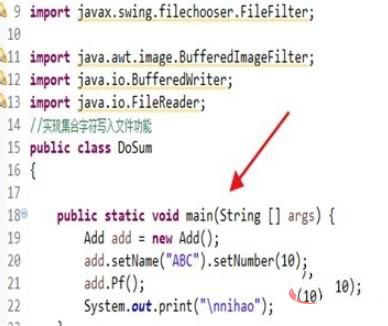 9 import javax.swing.filechooser.FileFilter;
10
11 import java.awt.image.BufferedImageFilter;
12 import java.io.BufferedWriter;
13 import java.io.FileReader;
14 //实现集合字符写入文件功能
15 public class DoSum
16 {
17
18 public static void main(String [] args) {
19 Add add = new Add();
20 add.setName("ABC").setNumber(10);
21 add.Pf();
(10) 10);
22 System.out.print("\nnihao");